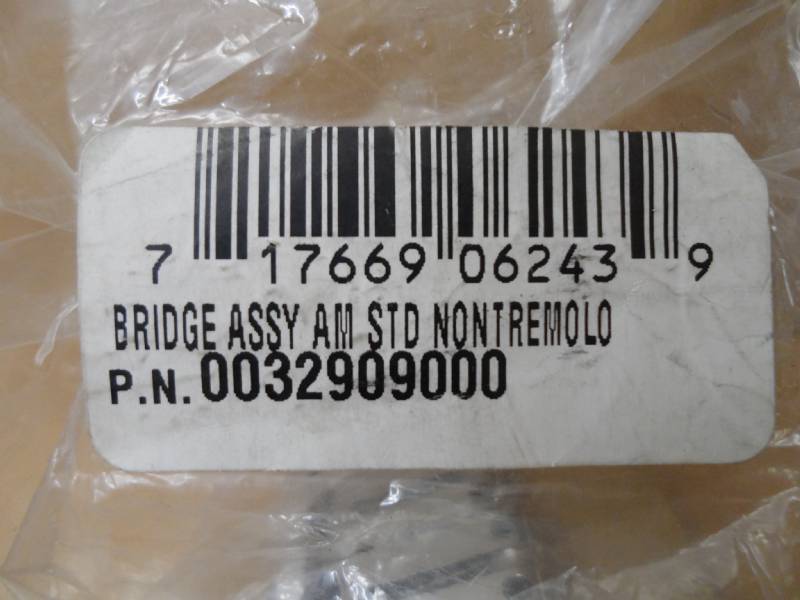 7 17669 06243 9
BRIDGE ASSY AM STD NONTREMOLO
P.N. 0032909000